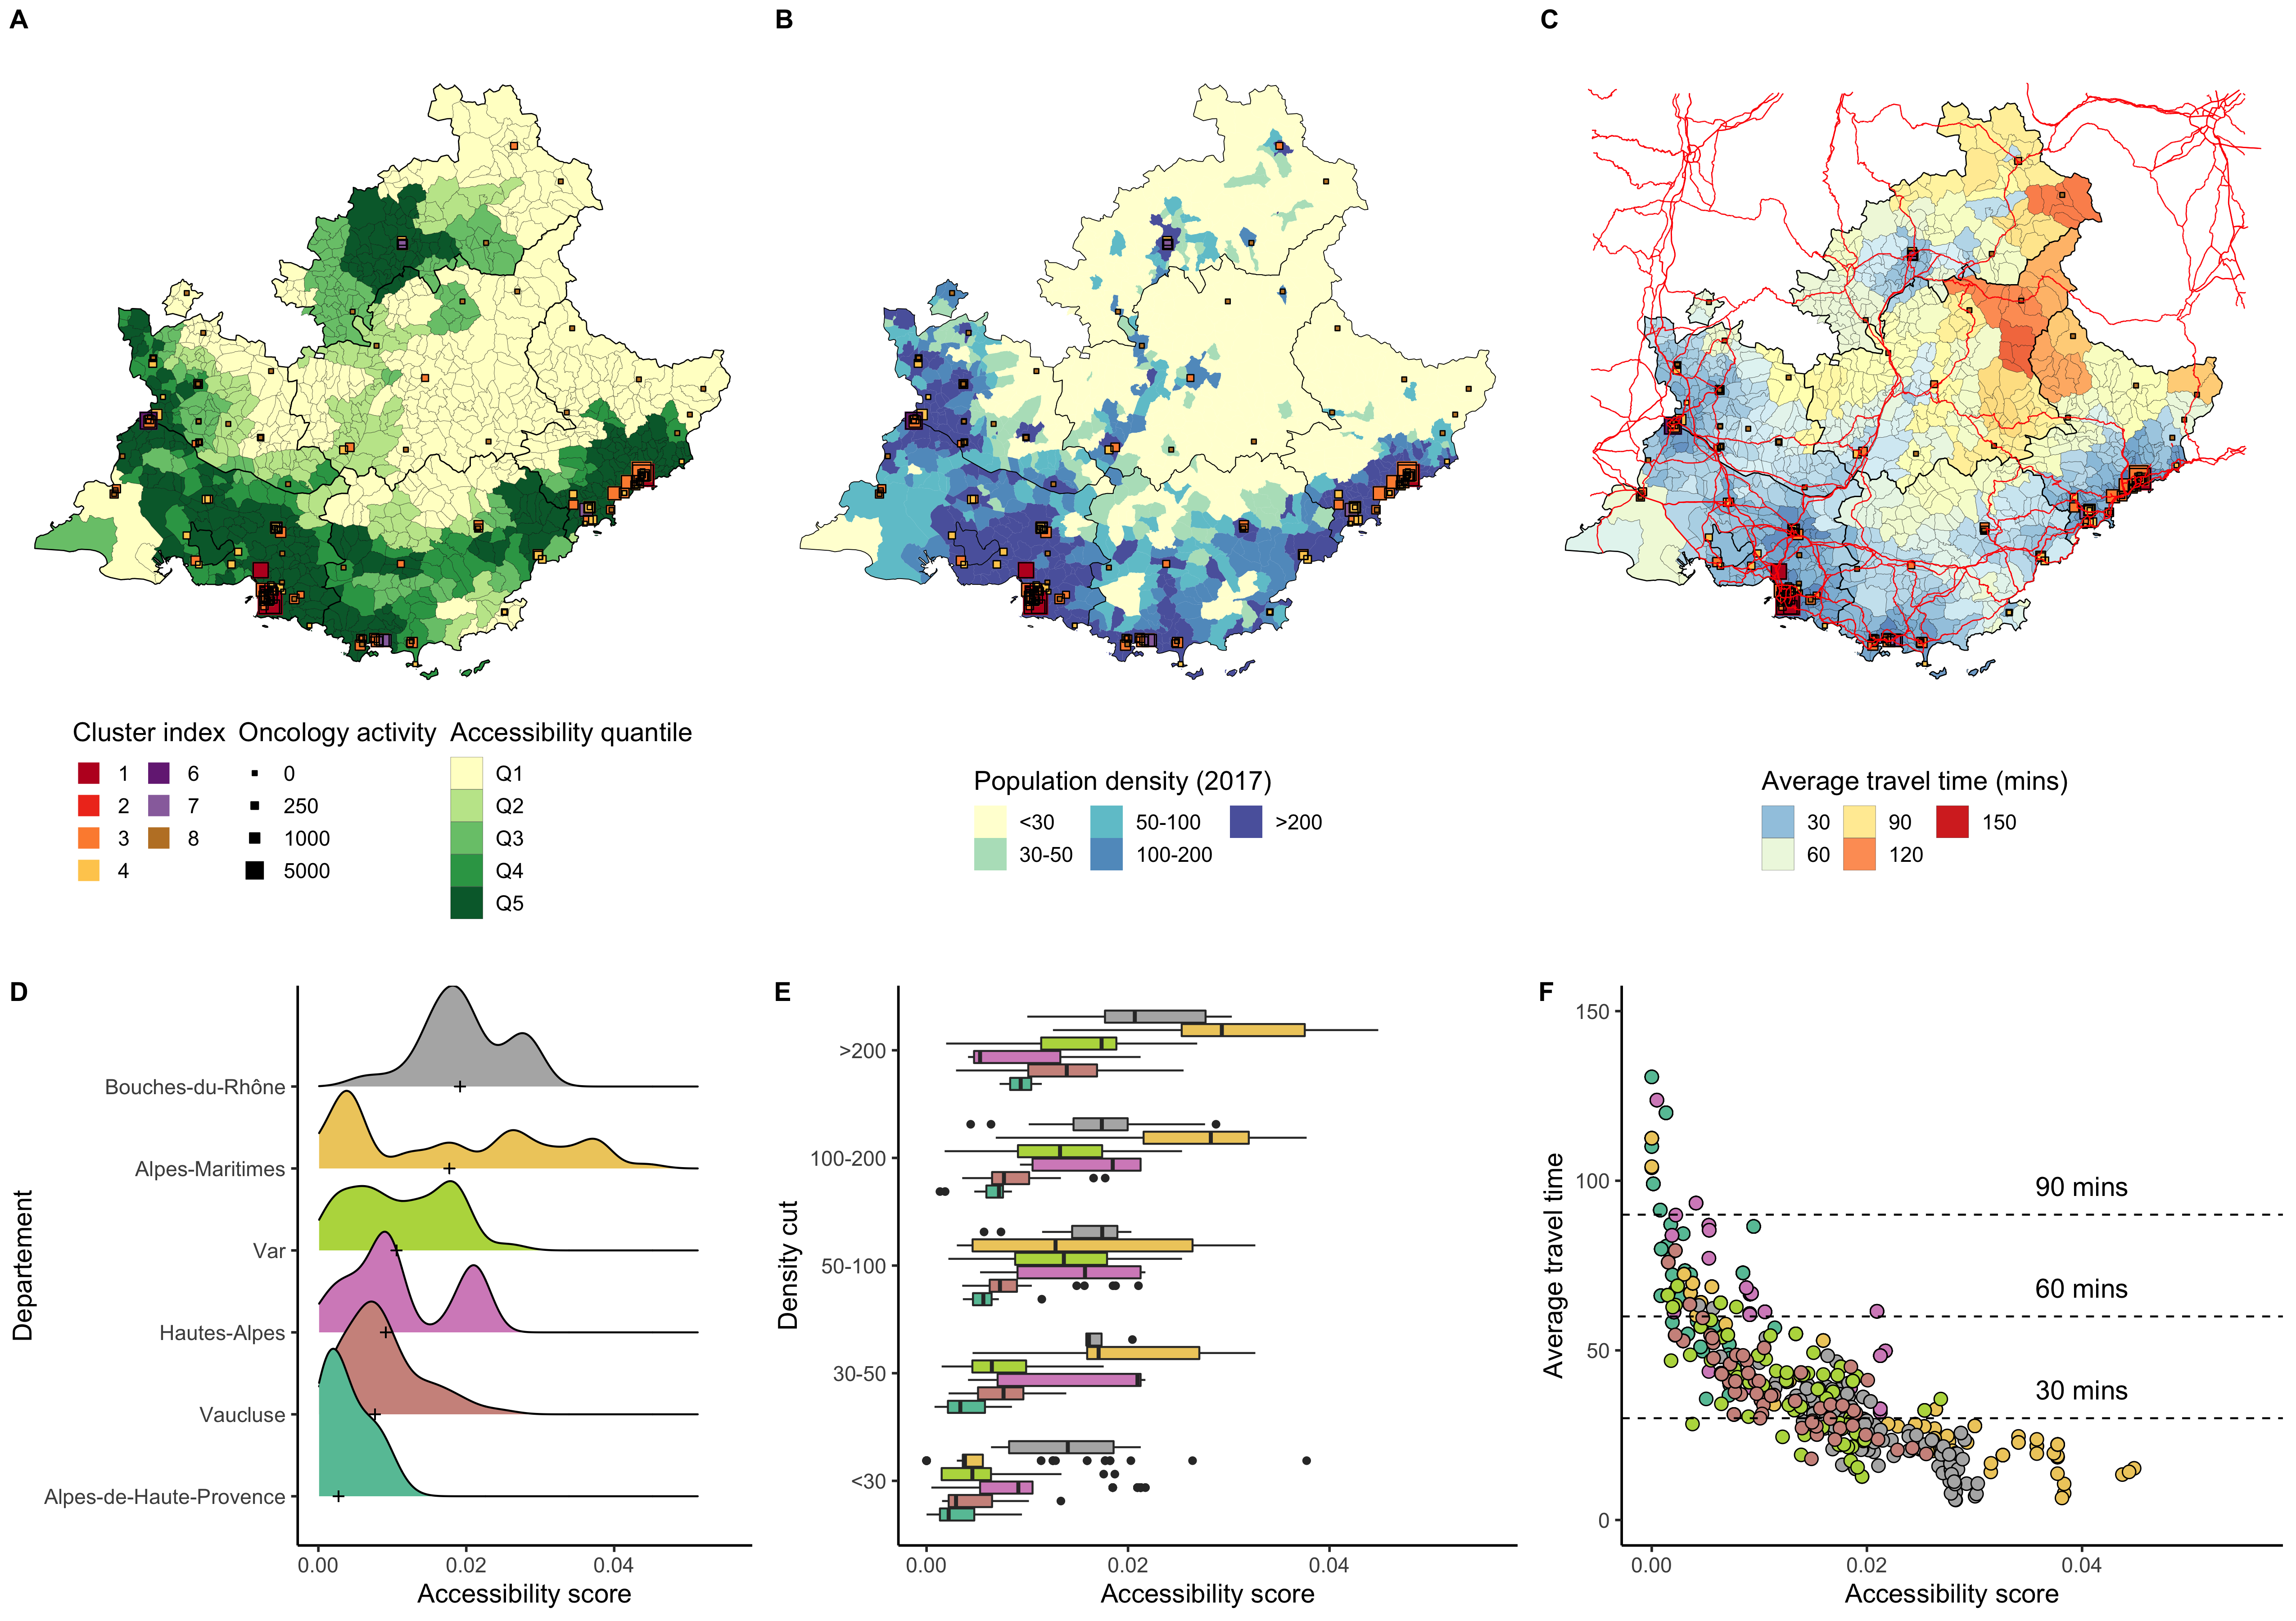 A
B
C
Cluster index
Oncology activity
Accessibility quantile
1
6
0
Q1
2
7
250
Q2
3
8
1000
Q3
4
5000
Q4
Q5
Population density (2017)
<30
50-100
>200
30-50
100-200
Average travel time (mins)
30
90
150
60
120
D
Departement
Bouches-du-Rhône
Alpes-Maritimes
Var
Hautes-Alpes
Vaucluse
Alpes-de-Haute-Provence
0.00
0.02
0.04
Accessibility score
E
Density cut
>200
100-200
50-100
30-50
<30
0.00
0.02
0.04
Accessibility score
F
Average travel time
150
100
50
0
90 mins
60 mins
30 mins
0.00
0.02
0.04
Accessibility score